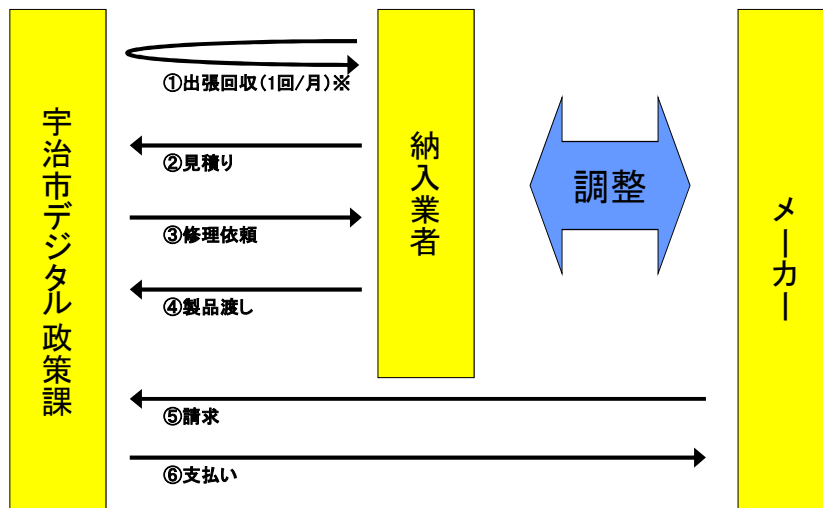 宇治市デジタル政策課
①出張回収(1回/月)※
②見積り
③修理依頼
④製品渡し
⑤請求
⑥支払い
納入業者
調整
メーカー